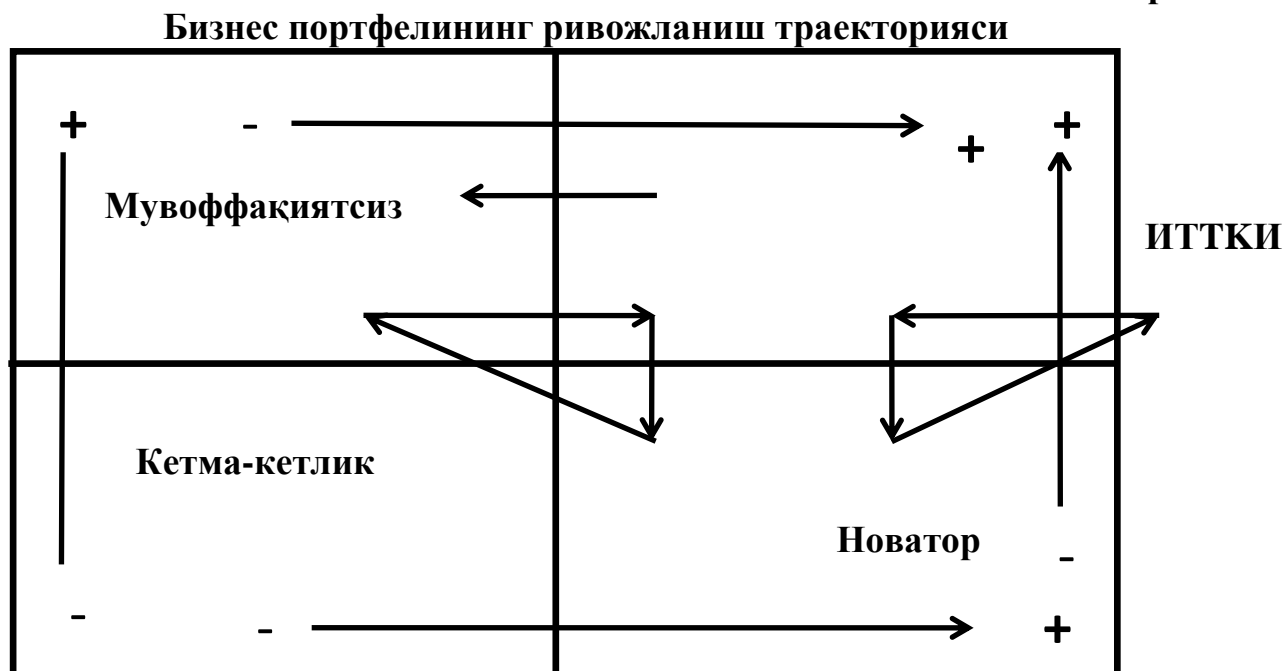 Бизнес портфелининг ривожланиш траекторияси
+ - + +
Мувоффақиятсиз
ИТТКИ
Кетма-кетлик
Новатор
-
- - +